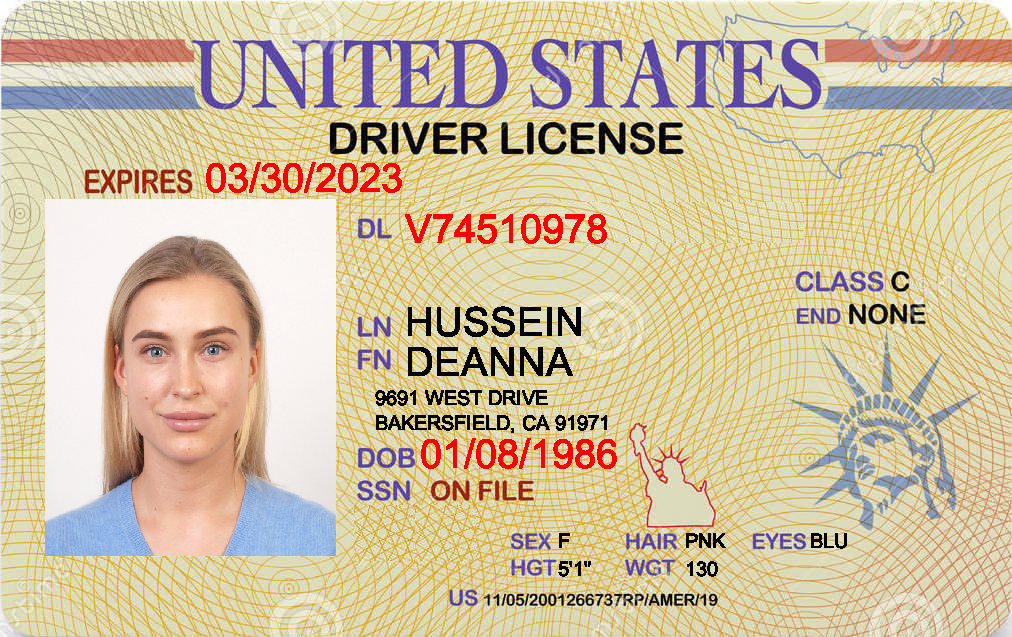 UNITED STATES
DRIVER LICENSE
EXPIRES 03/30/2023
DL V74510978
CLASS C
END NONE
LN HUSSEIN
FN DEANNA
9691 WEST DRIVE
BAKERSFIELD, CA 91971
DOB 01/08/1986
SSN ON FILE
SEX F HAIR PNK EYES BLU
HGT 5'1" WGT 130
US 11/05/2001266737RP/AMER/19